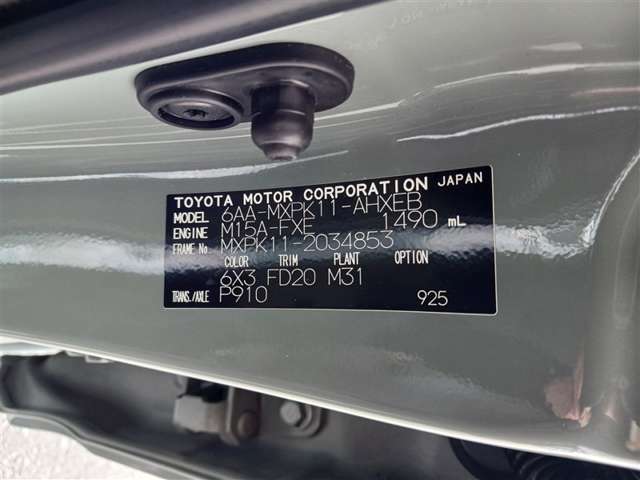 TOYOTA MOTOR CORPORATION JAPAN
MODEL 6AA-MXPK11-AHXEB
ENGINE M15A-FXE 1490 mL
FRAME No. MXPK11-2034853
COLOR TRIM PLANT OPTION
6X3 FD20 M31
TRANS./AXLE P910 925